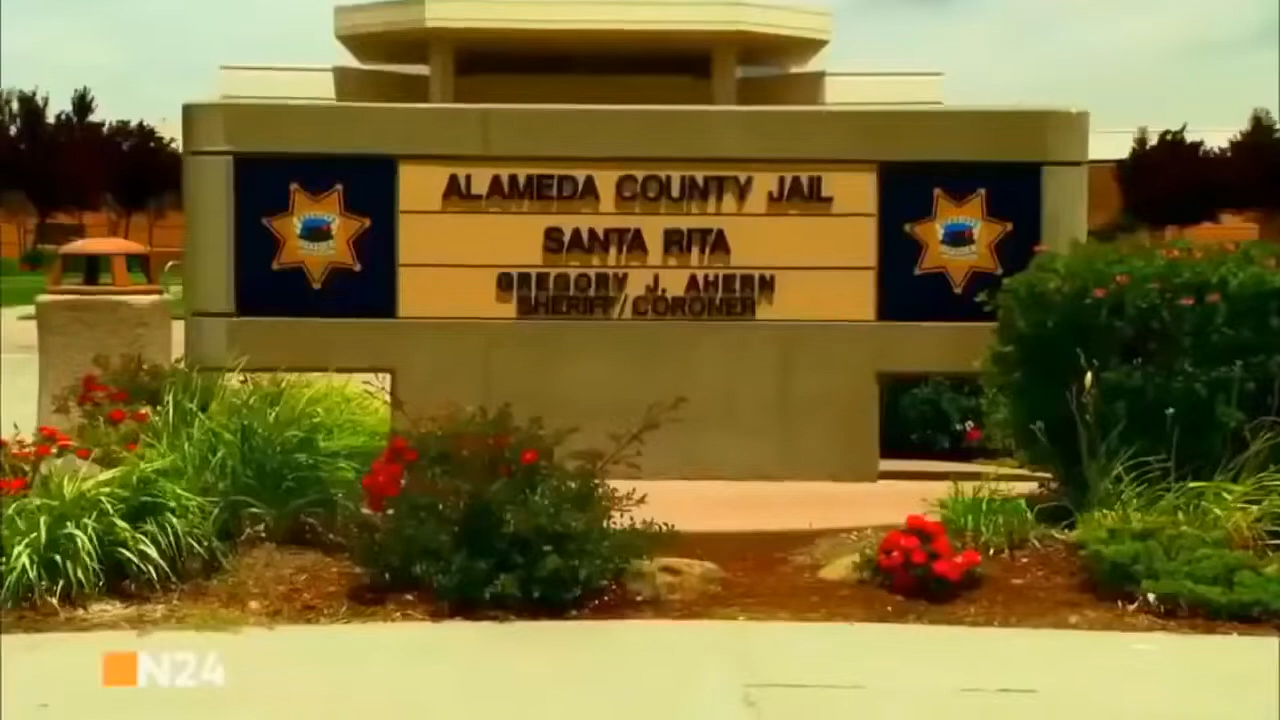 ALAMEDA COUNTY JAIL
SANTA RITA
GREGORY J. AHERN
SHERIFF/CORONER
N24